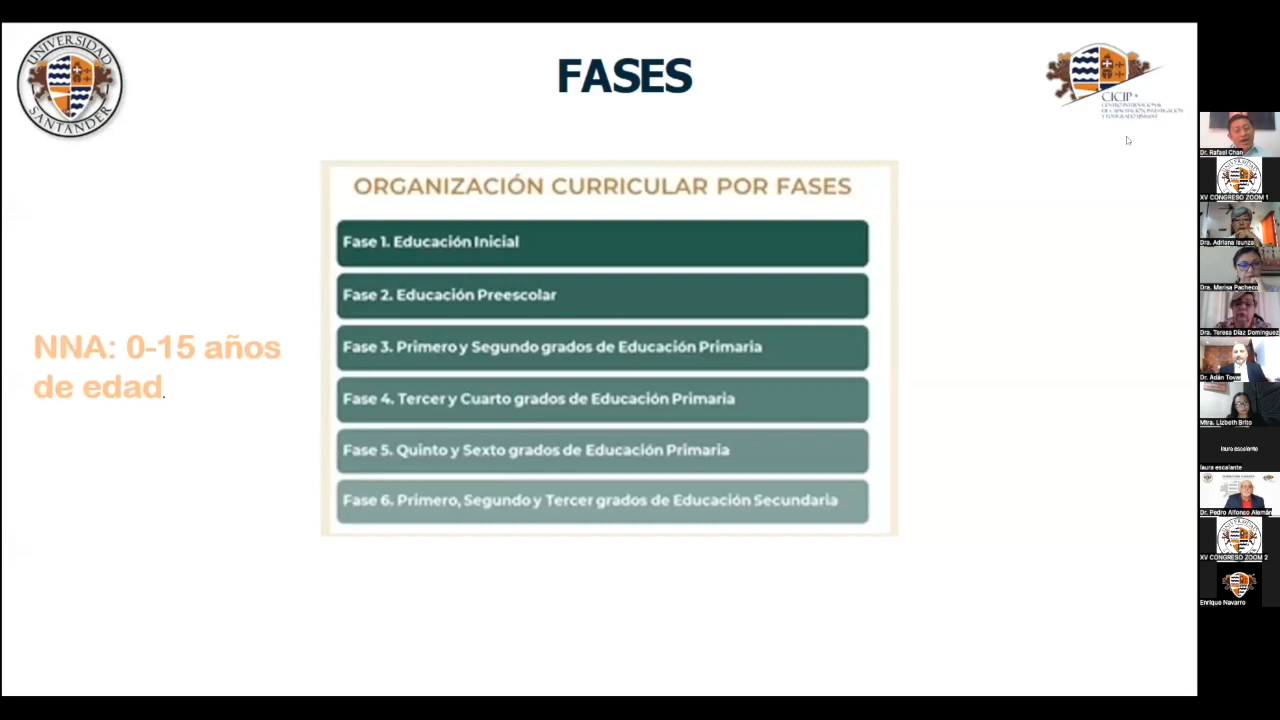 UNIVERSIDAD
SANTANDER
FASES
CICIP
ORGANIZACIÓN CURRICULAR POR FASES
Fase 1. Educación Inicial
Fase 2. Educación Preescolar
Fase 3. Primero y Segundo grados de Educación Primaria
Fase 4. Tercer y Cuarto grados de Educación Primaria
Fase 5. Quinto y Sexto grados de Educación Primaria
Fase 6. Primero, Segundo y Tercer grados de Educación Secundaria
NNA: 0-15 años
de edad.
Dr. Rafael Chan
XV CONGRESO ZOOM 1
Dra. Adriana Isunza
Dra. Marisa Pacheco
Dra. Teresa Díaz Domínguez
Dr. Adán Tovar
Mtra. Lizbeth Brito
laura escalante
laura escalante
Dr. Pedro Alfonso Alemán
XV CONGRESO ZOOM 2
Enrique Navarro